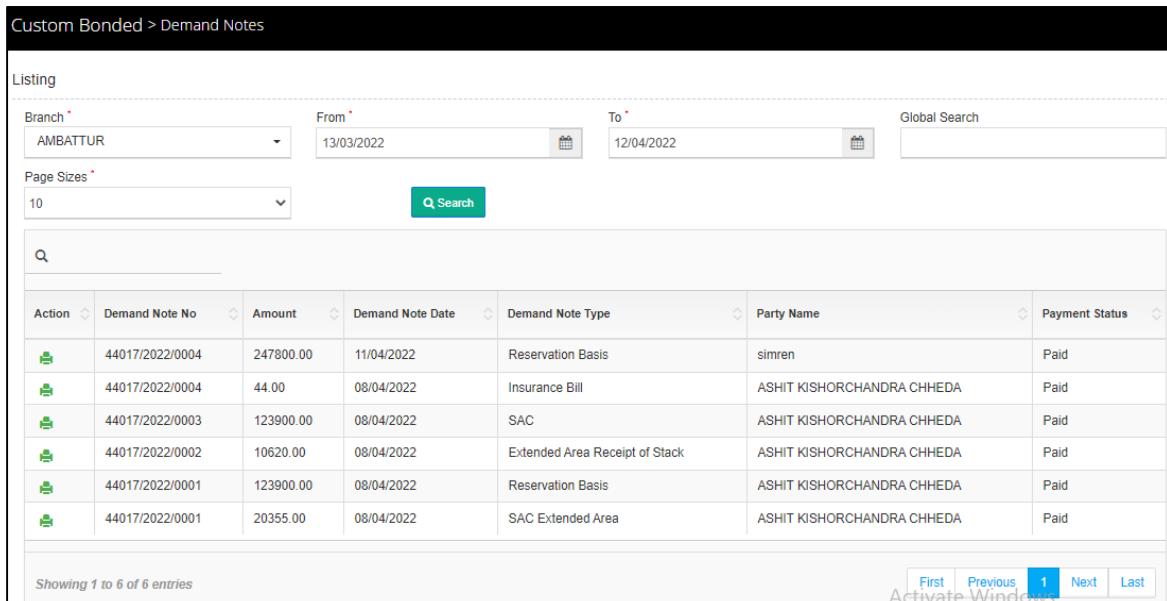 Custom Bonded > Demand Notes
Listing
Branch * From * To * Global Search
AMBATTUR 13/03/2022 12/04/2022
Page Sizes *
10 Search
Action Demand Note No Amount Demand Note Date Demand Note Type Party Name Payment Status
44017/2022/0004 247800.00 11/04/2022 Reservation Basis simren Paid
44017/2022/0004 44.00 08/04/2022 Insurance Bill ASHIT KISHORCHANDRA CHHEDA Paid
44017/2022/0003 123900.00 08/04/2022 SAC ASHIT KISHORCHANDRA CHHEDA Paid
44017/2022/0002 10620.00 08/04/2022 Extended Area Receipt of Stack ASHIT KISHORCHANDRA CHHEDA Paid
44017/2022/0001 123900.00 08/04/2022 Reservation Basis ASHIT KISHORCHANDRA CHHEDA Paid
44017/2022/0001 20355.00 08/04/2022 SAC Extended Area ASHIT KISHORCHANDRA CHHEDA Paid
Showing 1 to 6 of 6 entries First Previous 1 Next Last
Activate Windows